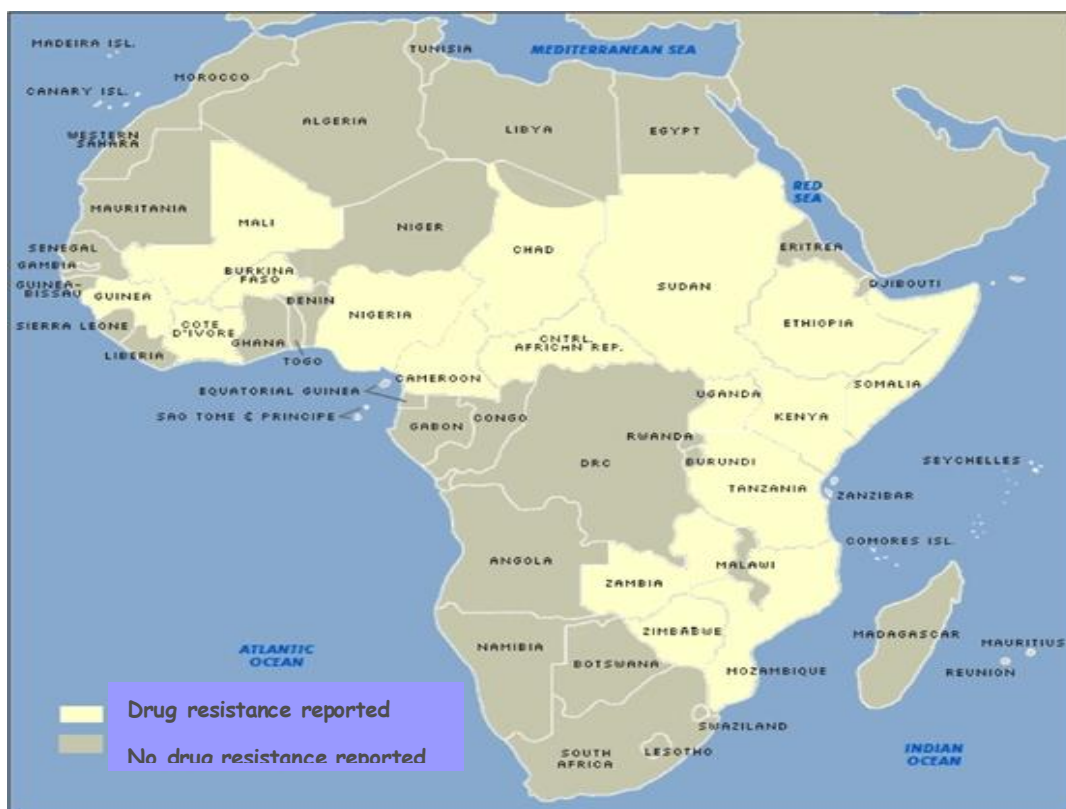 MADEIRA ISL.
TUNISIA
MEDITERRANEAN SEA
MOROCCO
CANARY ISL.
ALGERIA
LIBYA
EGYPT
WESTERN
SAHARA
RED
SEA
MAURITANIA
MALI
NIGER
CHAD
ERITREA
SENEGAL
GAMBIA
GUINEA-
BISSAU
GUINEA
BURKINA
FASO
SUDAN
DJIBOUTI
BENIN
NIGERIA
SIERRA LEONE
COTE
D'IVORE
GHANA
ETHIOPIA
LIBERIA
TOGO
CNTRL.
AFRICAN REP.
CAMEROON
SOMALIA
EQUATORIAL GUINEA
UGANDA
SAO TOME & PRINCIPE
GABON
CONGO
KENYA
RWANDA
DRC
BURUNDI
SEYCHELLES
TANZANIA
ZANZIBAR
COMORES ISL.
ANGOLA
MALAWI
ZAMBIA
ZIMBABWE
MADAGASCAR
MAURITIUS
NAMIBIA
ATLANTIC
OCEAN
BOTSWANA
MOZAMBIQUE
REUNION
Drug resistance reported
SWAZILAND
No drug resistance reported
SOUTH
AFRICA
LESOTHO
INDIAN
OCEAN